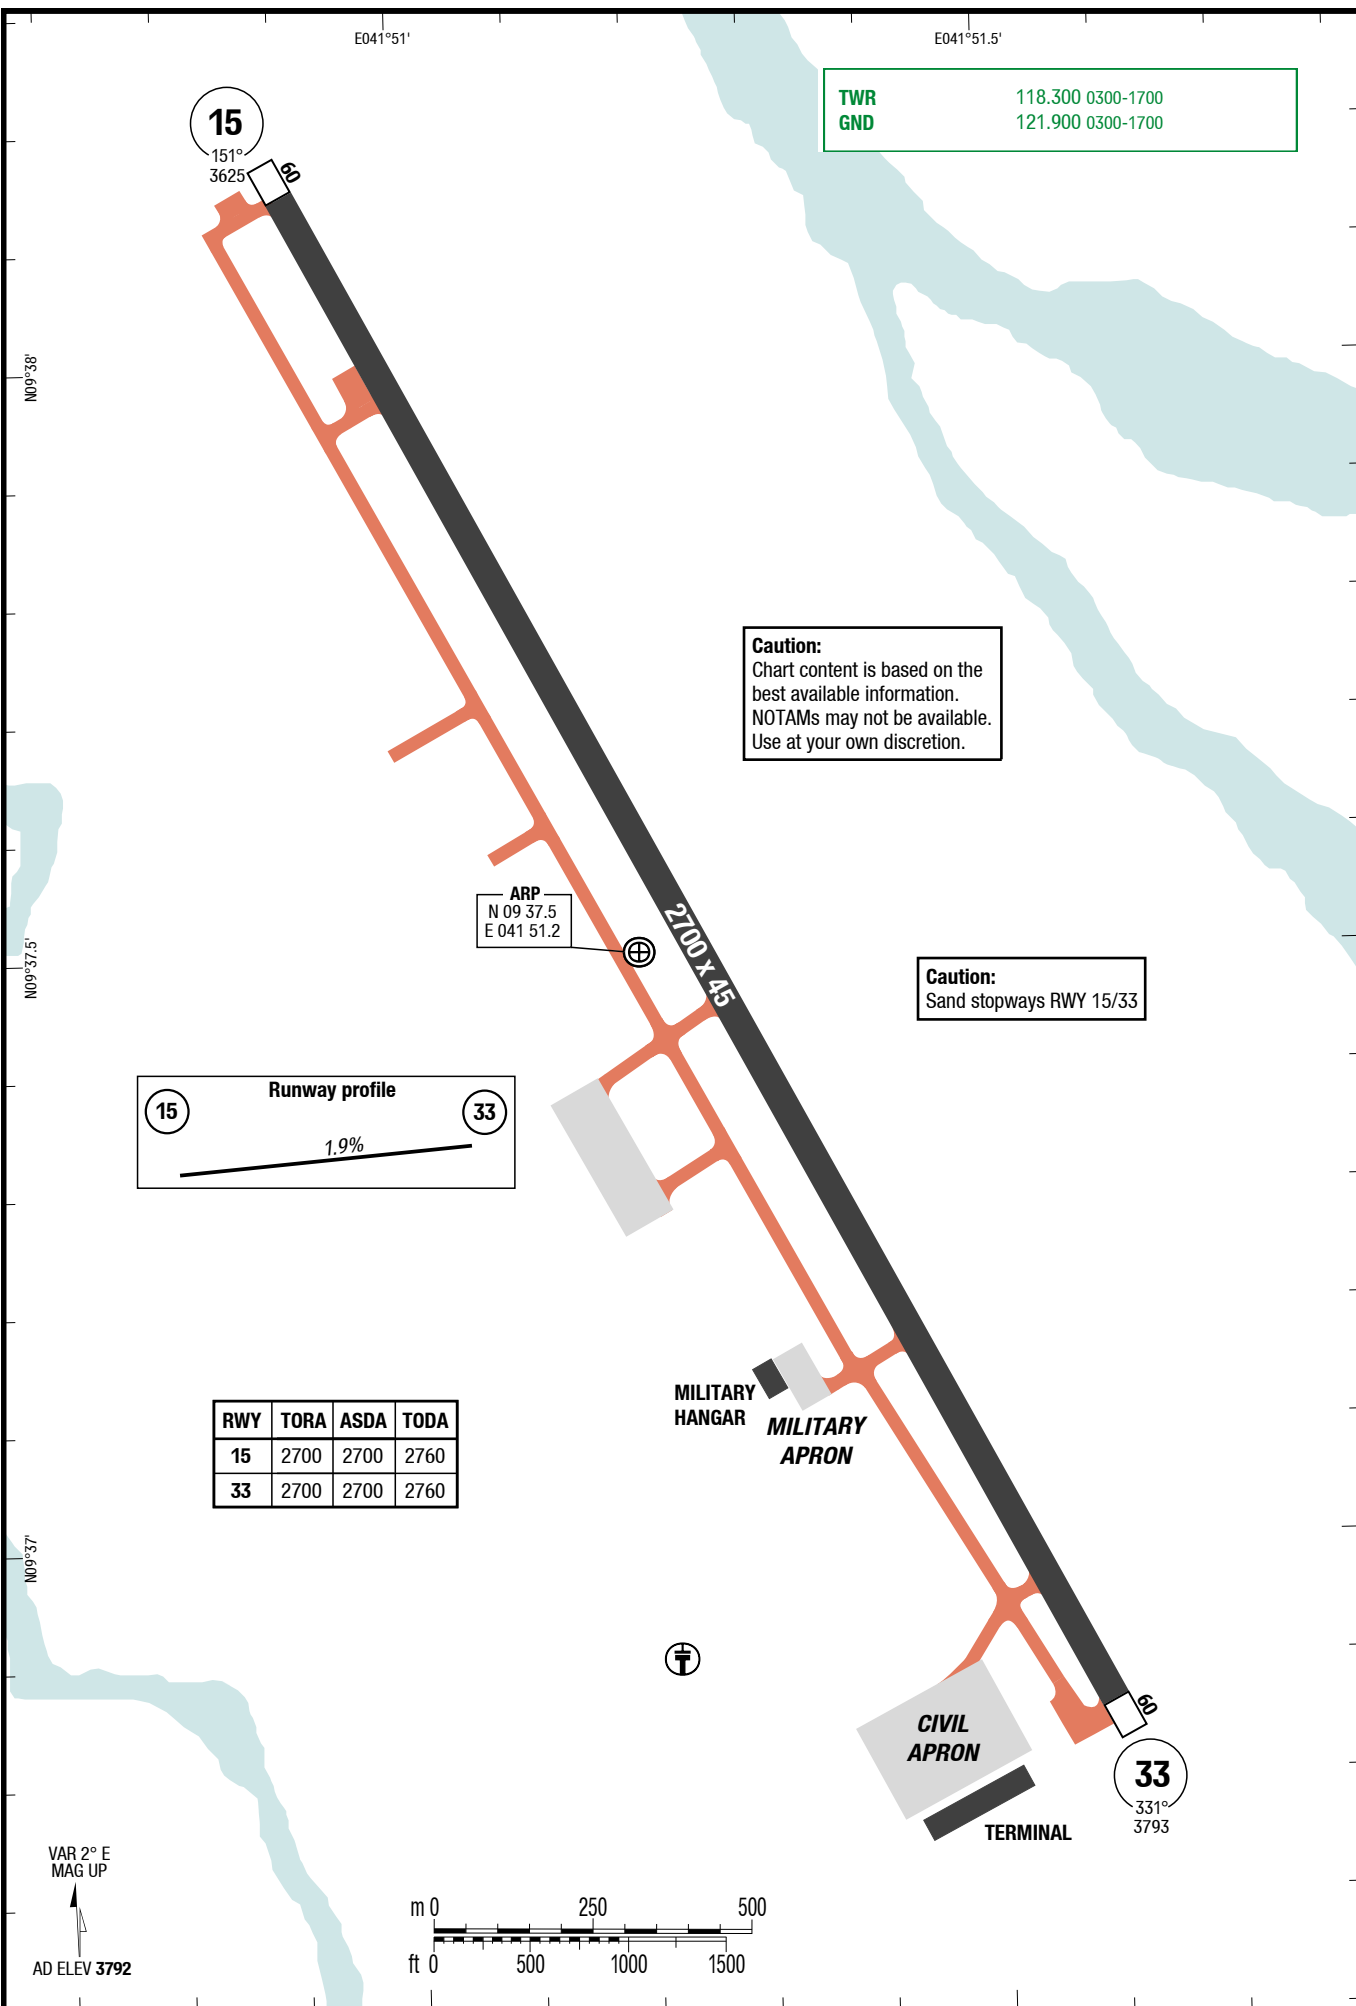 E041°51'
E041°51.5'
TWR 118.300 0300-1700
GND 121.900 0300-1700
15
151°
3625
60
N09°38'
Caution:
Chart content is based on the
best available information.
NOTAMs may not be available.
Use at your own discretion.
ARP
N 09 37.5
E 041 51.2
2700 x 45
N09°37.5'
Caution:
Sand stopways RWY 15/33
Runway profile
15
33
1.9%
MILITARY
HANGAR
MILITARY
APRON
RWY TORA ASDA TODA
15 2700 2700 2760
33 2700 2700 2760
N09°37'
T
60
CIVIL
APRON
33
331°
3793
TERMINAL
VAR 2° E
MAG UP
AD ELEV 3792
m 0 250 500
ft 0 500 1000 1500